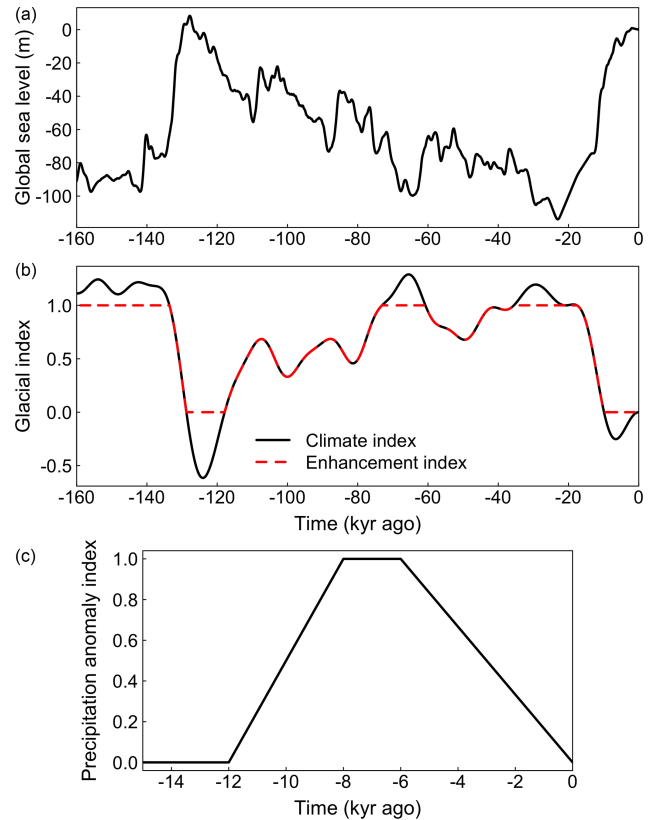 (a)
Global sea level (m)
0
-20
-40
-60
-80
-100
-160 -140 -120 -100 -80 -60 -40 -20 0
(b)
Glacial index
1.0
0.5
0.0
-0.5
Climate index
Enhancement index
-160 -140 -120 -100 -80 -60 -40 -20 0
Time (kyr ago)
(c)
Precipitation anomaly index
1.0
0.8
0.6
0.4
0.2
0.0
-14 -12 -10 -8 -6 -4 -2 0
Time (kyr ago)